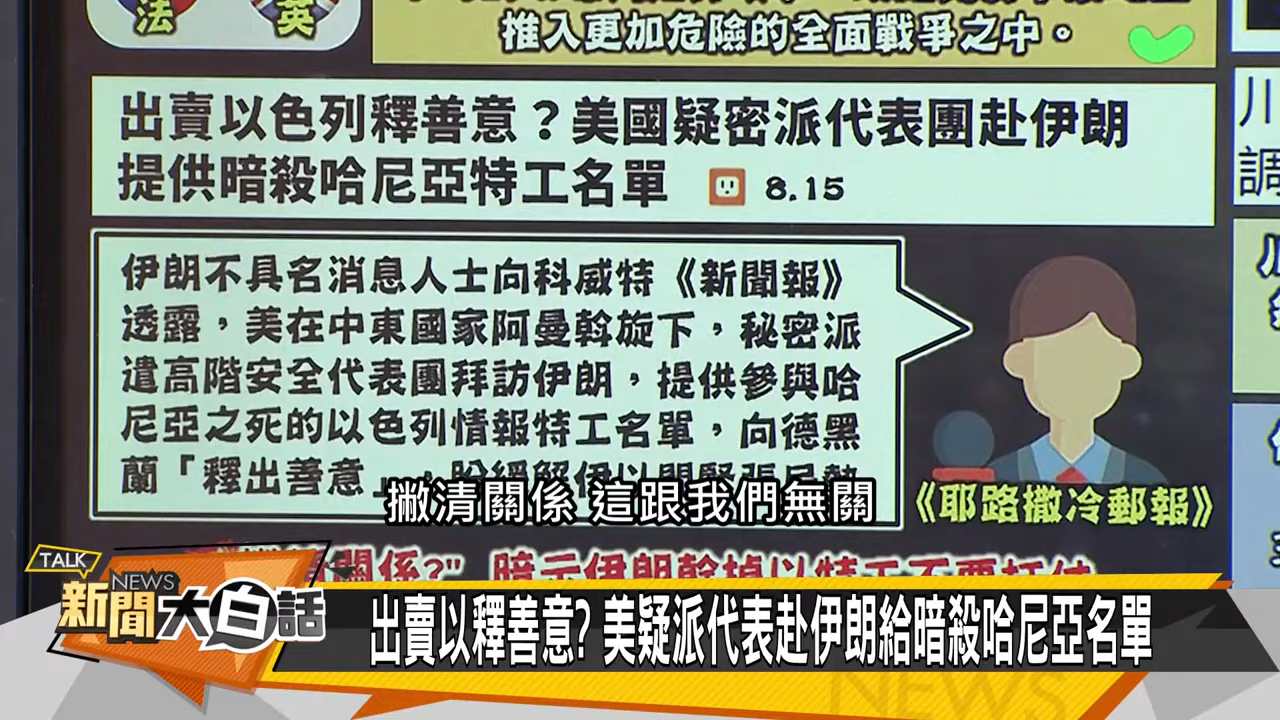 法 英
推入更加危險的全面戰爭之中。
出賣以色列釋善意？美國疑密派代表團赴伊朗
提供暗殺哈尼亞特工名單 8.15
川
調
伊朗不具名消息人士向科威特《新聞報》
透露，美在中東國家阿曼斡旋下，秘密派
遣高階安全代表團拜訪伊朗，提供參與哈
尼亞之死的以色列情報特工名單，向德黑
蘭「釋出善意」
《耶路撒冷郵報》
撇清關係 這跟我們無關
TALK
NEWS
新聞大白話
出賣以釋善意? 美疑派代表赴伊朗給暗殺哈尼亞名單
NEWS